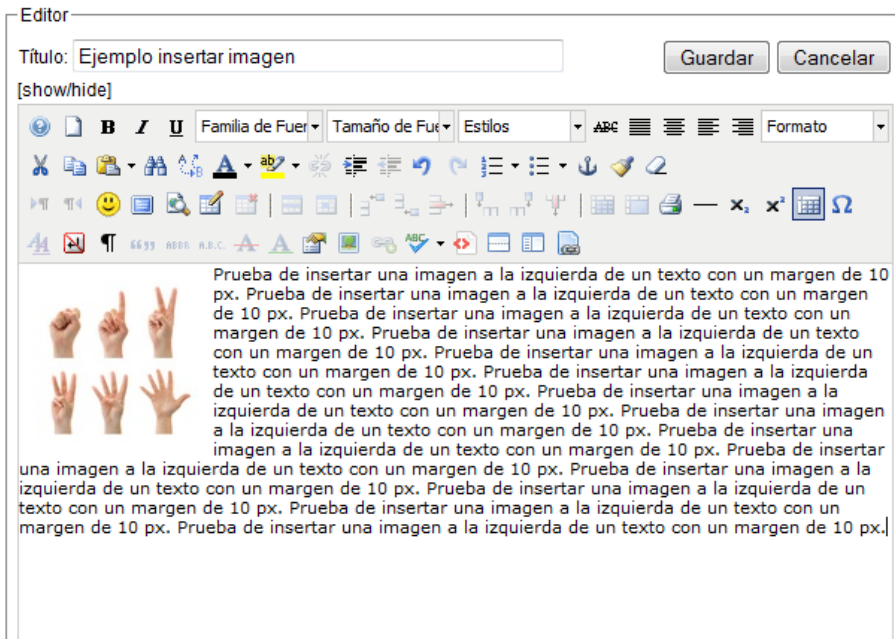 Editor
Título: Ejemplo insertar imagen Guardar Cancelar
[show/hide]
B I U Familia de Fuer Tamaño de Fue Estilos ABC Formato
A ab
x₂ x² Ω
A4 ¶ 6699 ABBR A.B.C. A A ABC
Prueba de insertar una imagen a la izquierda de un texto con un margen de 10
px. Prueba de insertar una imagen a la izquierda de un texto con un margen
de 10 px. Prueba de insertar una imagen a la izquierda de un texto con un
margen de 10 px. Prueba de insertar una imagen a la izquierda de un texto
con un margen de 10 px. Prueba de insertar una imagen a la izquierda de un
texto con un margen de 10 px. Prueba de insertar una imagen a la izquierda
de un texto con un margen de 10 px. Prueba de insertar una imagen a la
izquierda de un texto con un margen de 10 px. Prueba de insertar una imagen
a la izquierda de un texto con un margen de 10 px. Prueba de insertar una
imagen a la izquierda de un texto con un margen de 10 px. Prueba de insertar
una imagen a la izquierda de un texto con un margen de 10 px. Prueba de insertar una imagen a la
izquierda de un texto con un margen de 10 px. Prueba de insertar una imagen a la izquierda de un
texto con un margen de 10 px. Prueba de insertar una imagen a la izquierda de un texto con un
margen de 10 px. Prueba de insertar una imagen a la izquierda de un texto con un margen de 10 px.